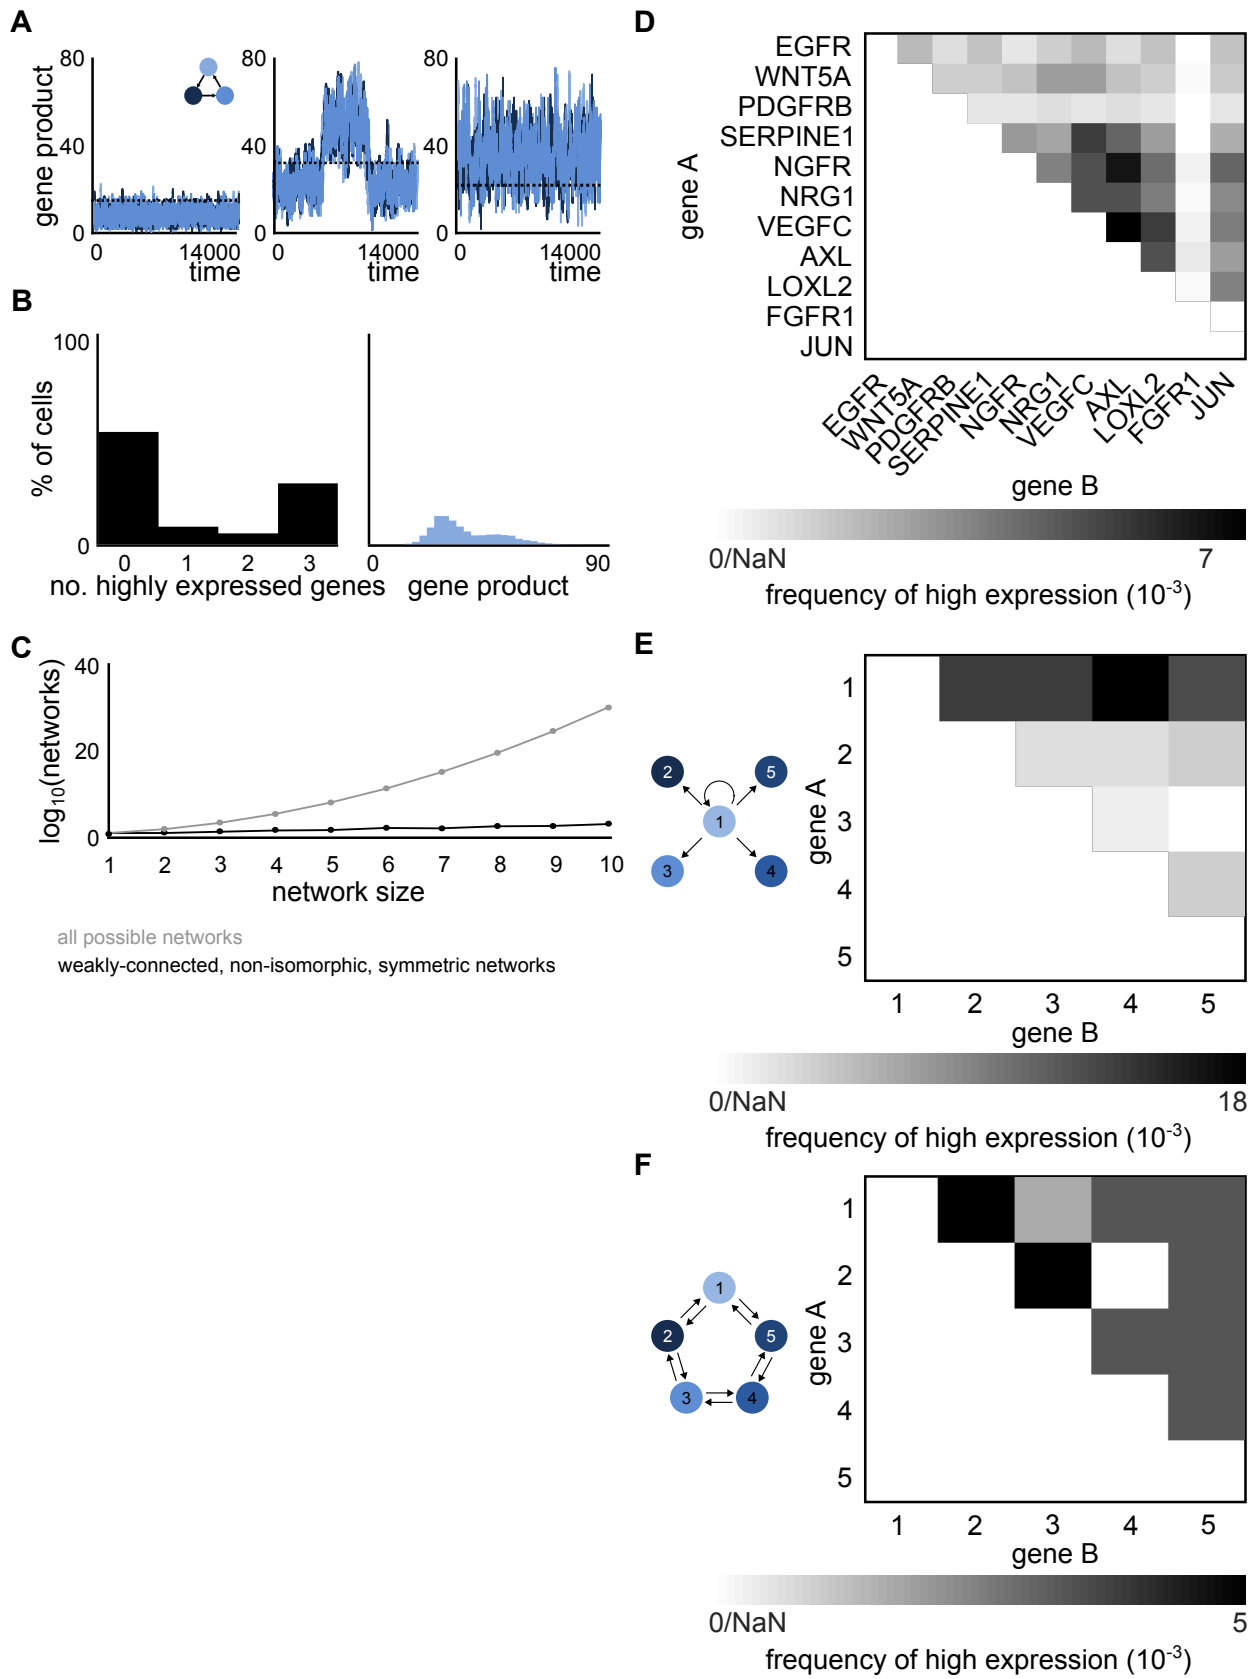 A
80
40
0
gene product
0
14000
time
80
40
0
0
14000
time
80
40
0
0
14000
time
B
100
0
% of cells
0 1 2 3
no. highly expressed genes
0
90
gene product
C
40
20
0
log10(networks)
1 2 3 4 5 6 7 8 9 10
network size
all possible networks
weakly-connected, non-isomorphic, symmetric networks
D
gene A
EGFR
WNT5A
PDGFRB
SERPINE1
NGFR
NRG1
VEGFC
AXL
LOXL2
FGFR1
JUN
EGFR
WNT5A
PDGFRB
SERPINE1
NGFR
NRG1
VEGFC
AXL
LOXL2
FGFR1
JUN
gene B
0/NaN
7
frequency of high expression (10-3)
E
2
5
1
3
4
gene A
1
2
3
4
5
1 2 3 4 5
gene B
0/NaN
18
frequency of high expression (10-3)
F
1
2
5
3
4
gene A
1
2
3
4
5
1 2 3 4 5
gene B
0/NaN
5
frequency of high expression (10-3)